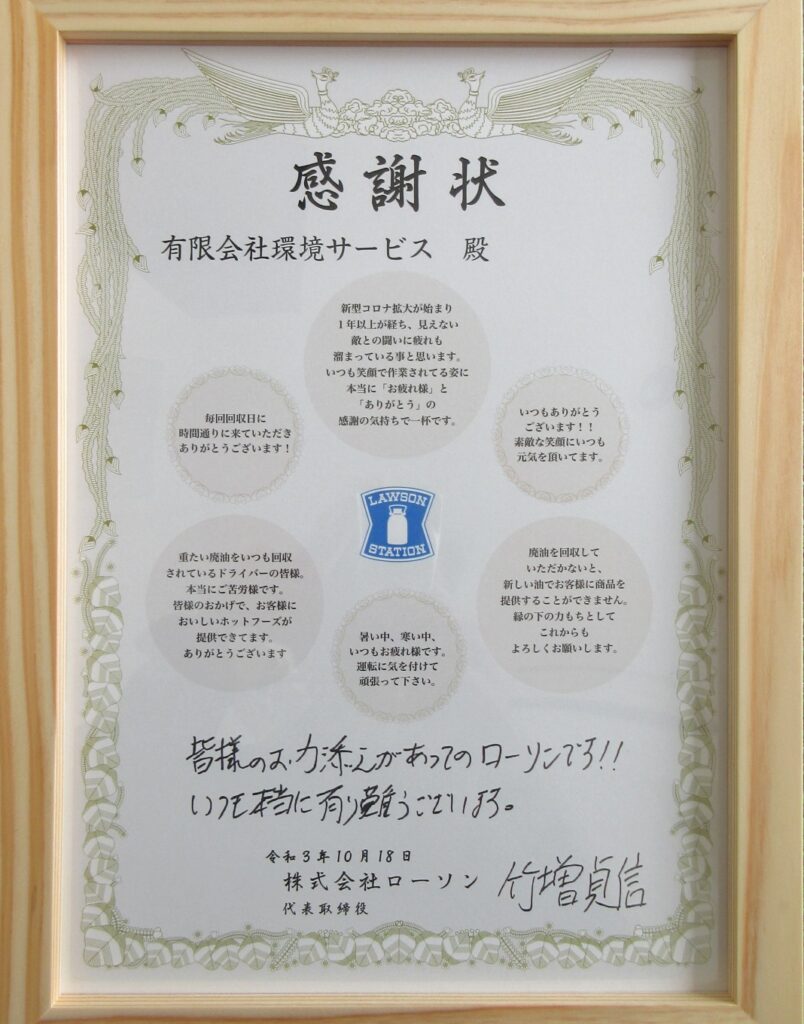 感謝状
有限会社環境サービス 殿
新型コロナ拡大が始まり
1年以上が経ち、見えない
敵との闘いに疲れも
溜まっている事と思います。
いつも笑顔で作業されてる姿に
本当に「お疲れ様」と
「ありがとう」の
感謝の気持ちで一杯です。
毎回回収日に
時間通りに来ていただき
ありがとうございます!
いつもありがとう
ございます!!
素敵な笑顔にいつも
元気を頂いてます。
LAWSON
STATION
重たい廃油をいつも回収
されているドライバーの皆様。
本当にご苦労様です。
皆様のおかげで、お客様に
おいしいホットフーズが
提供できてます。
ありがとうございます
廃油を回収して
いただかないと、
新しい油でお客様に商品を
提供することができません。
縁の下の力もちとして
これからも
よろしくお願いします。
暑い中、寒い中、
いつもお疲れ様です。
運転に気を付けて
頑張って下さい。
皆様のお力添えがあってのローソンです!!
いつも本当に有り難うございます。
令和3年10月18日
株式会社ローソン
代表取締役
竹増貞信